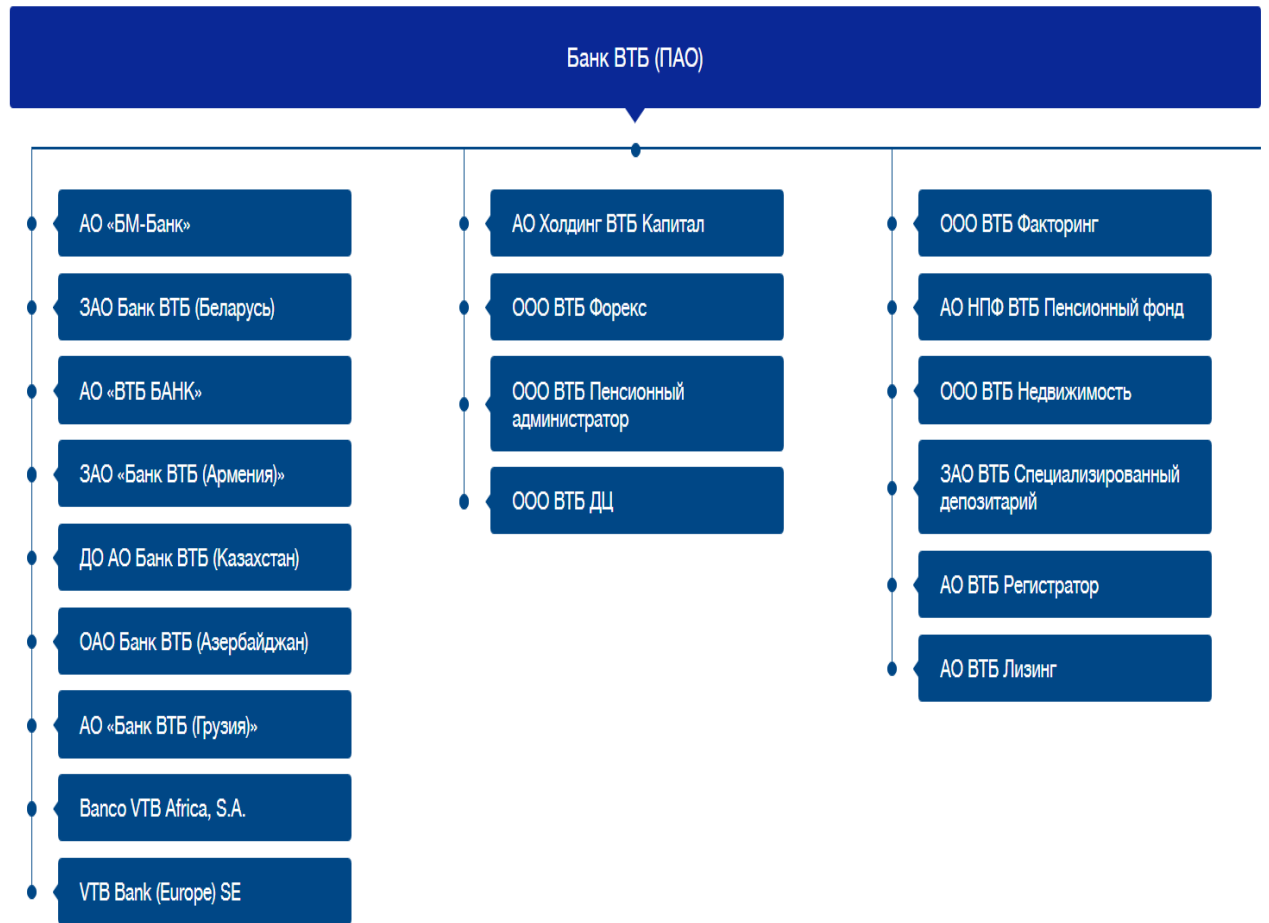 Банк ВТБ (ПАО)
АО «БМ-Банк»
ЗАО Банк ВТБ (Беларусь)
АО «ВТБ БАНК»
ЗАО «Банк ВТБ (Армения)»
ДО АО Банк ВТБ (Казахстан)
ОАО Банк ВТБ (Азербайджан)
АО «Банк ВТБ (Грузия)»
Banco VTB Africa, S.A.
VTB Bank (Europe) SE
АО Холдинг ВТБ Капитал
ООО ВТБ Форекс
ООО ВТБ Пенсионный
администратор
ООО ВТБ ДЦ
ООО ВТБ Факторинг
АО НПФ ВТБ Пенсионный фонд
ООО ВТБ Недвижимость
ЗАО ВТБ Специализированный
депозитарий
АО ВТБ Регистратор
АО ВТБ Лизинг